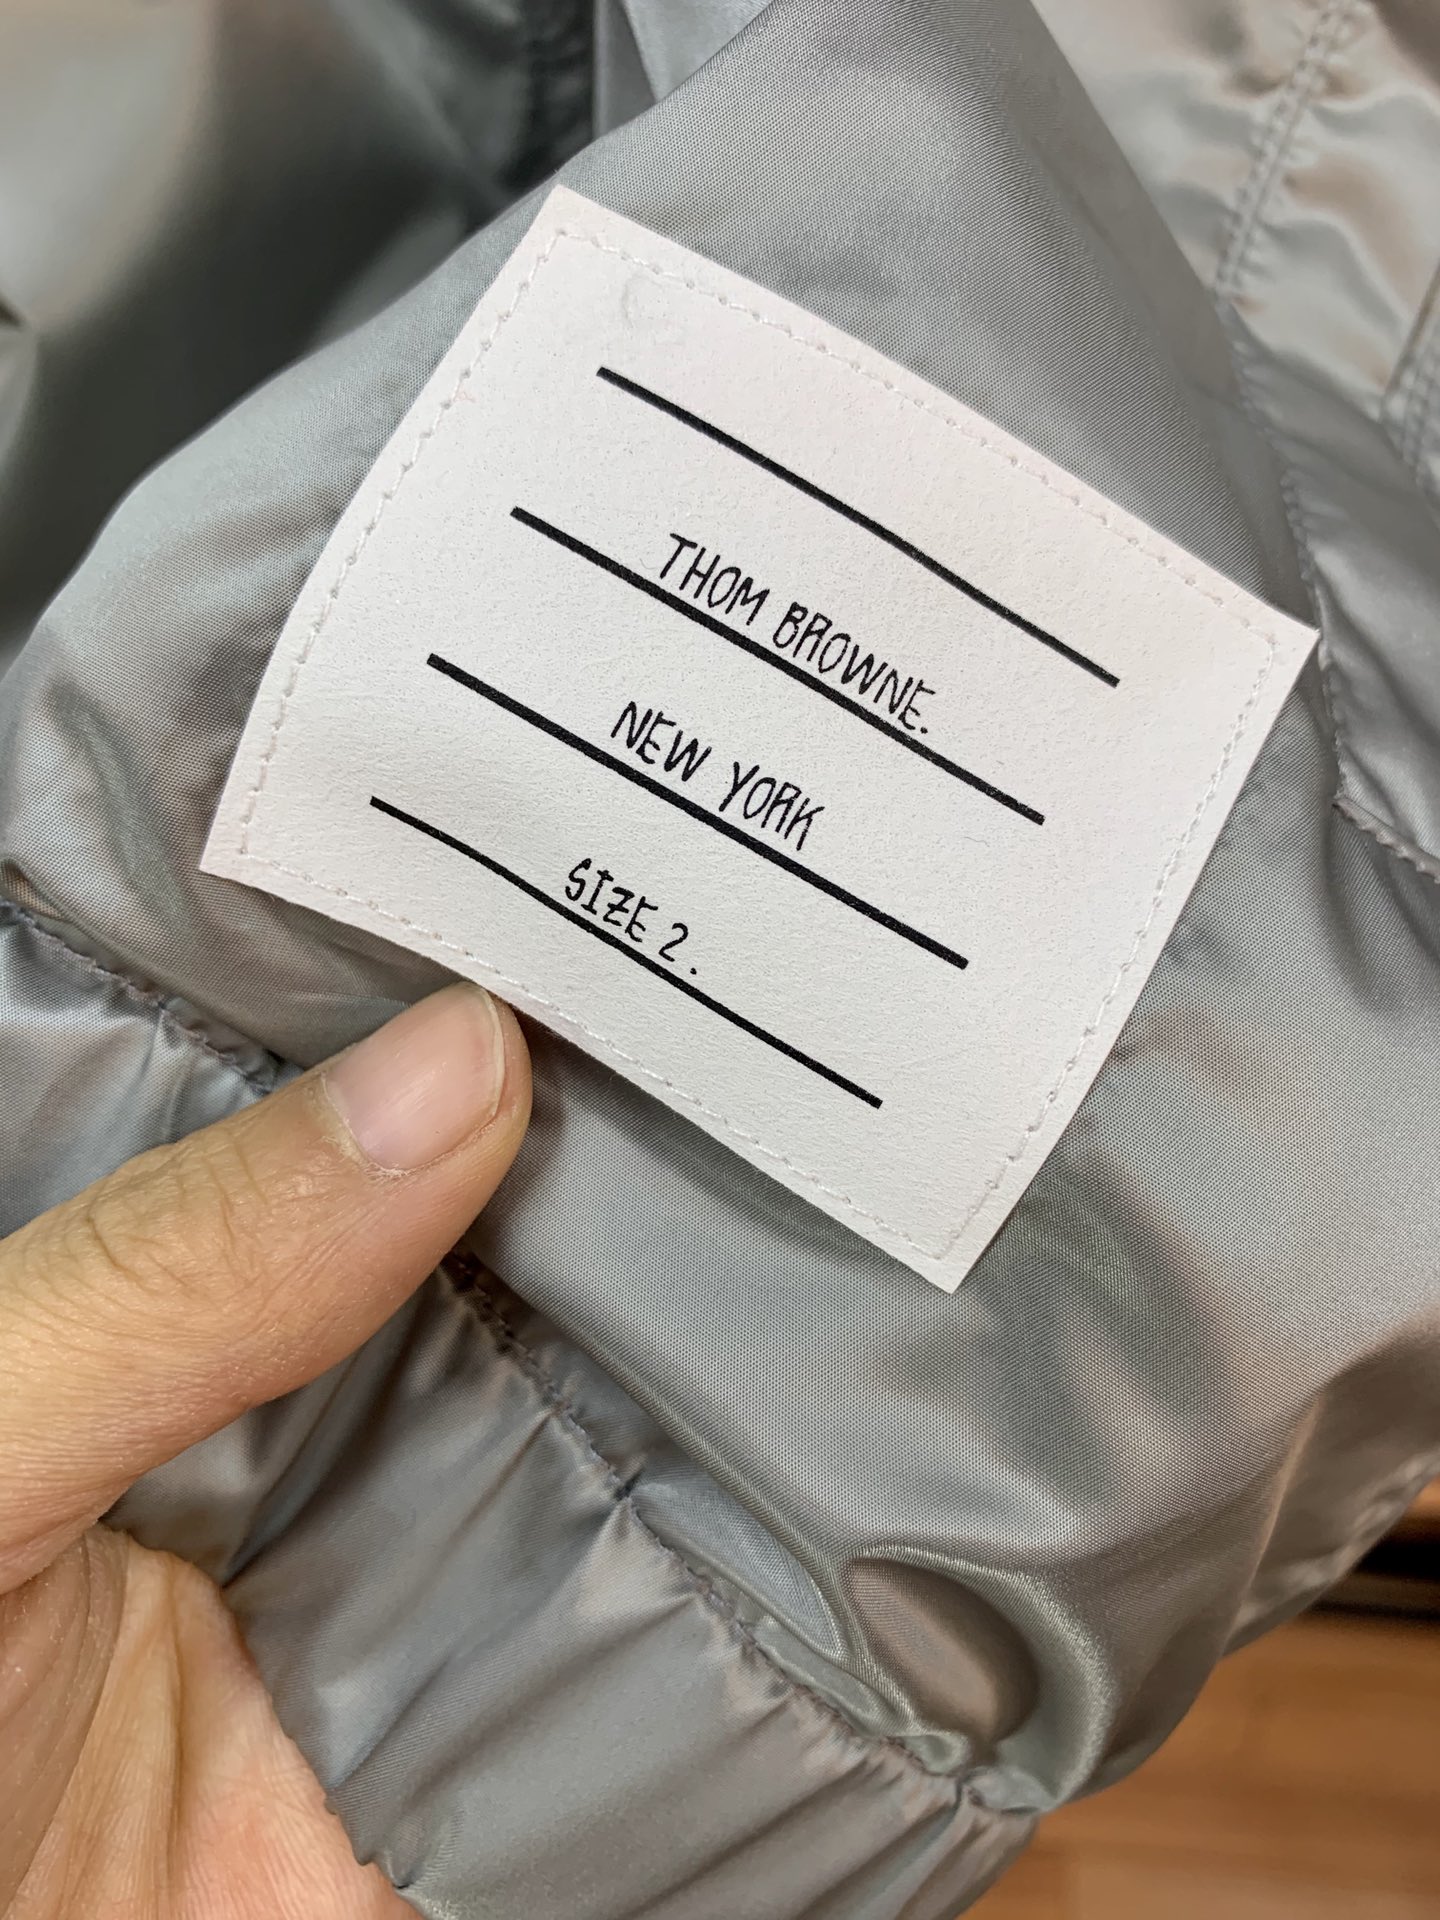 THOM BROWNE.
NEW YORK
SIZE 2.